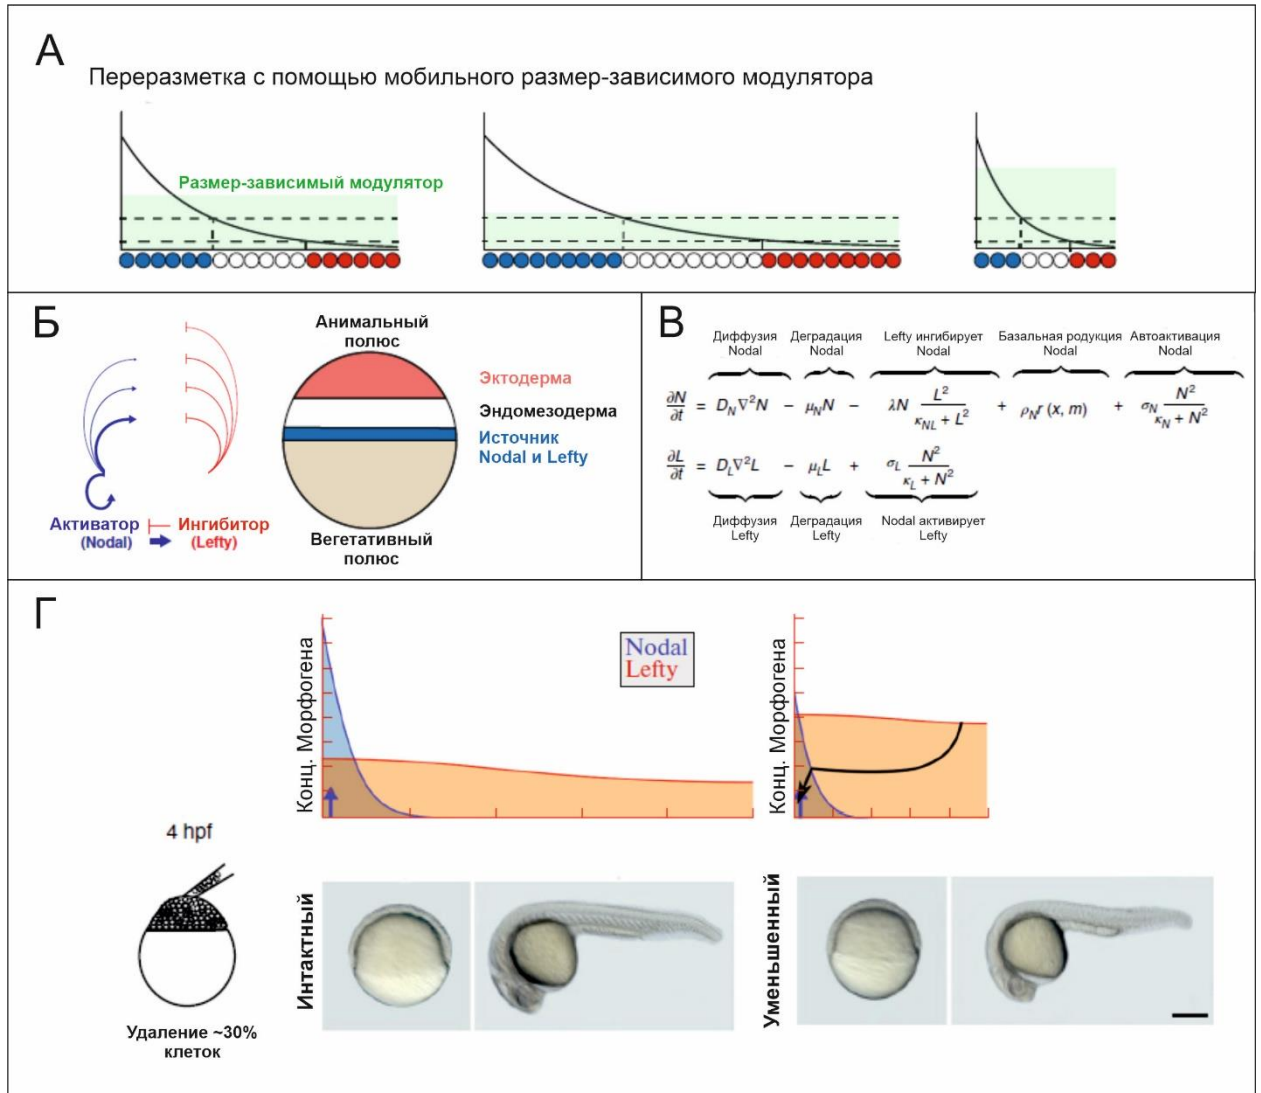 А
Переразметка с помощью мобильного размер-зависимого модулятора
Размер-зависимый модулятор
Б
Анимальный
полюс
Эктодерма
Эндомезодерма
Источник
Nodal и Lefty
Активатор
(Nodal)
Ингибитор
(Lefty)
Вегетативный
полюс
В
Диффузия
Nodal
Деградация
Nodal
Lefty ингибирует
Nodal
Базальная родукция
Nodal
Автоактивация
Nodal
∂N/∂t = D_N∇²N − μ_N N − λN L²/(κ_NL + L²) + ρ_N r (x, m) + σ_N N²/(κ_N + N²)
∂L/∂t = D_L∇²L − μ_L L + σ_L N²/(κ_L + N²)
Диффузия
Lefty
Деградация
Lefty
Nodal активирует
Lefty
Г
Конц. Морфогена
Nodal
Lefty
Конц. Морфогена
4 hpf
Удаление ~30%
клеток
Интактный
Уменьшенный